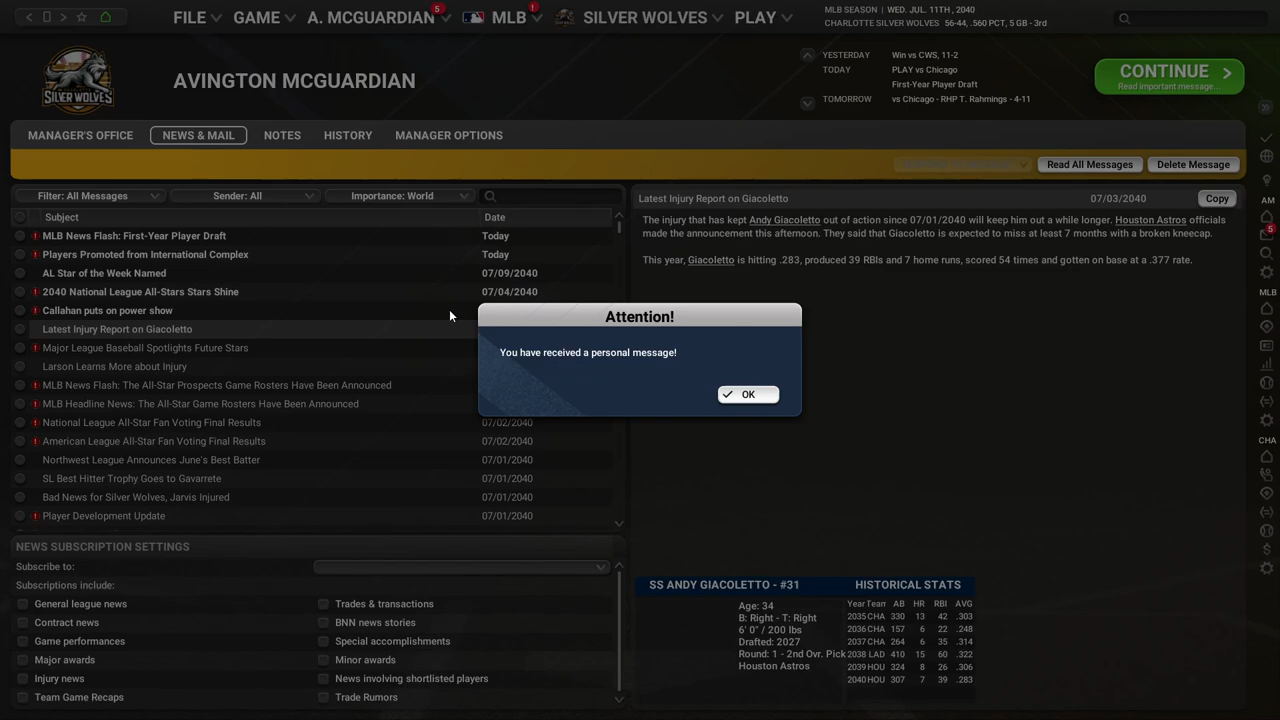 FILE GAME A. MCGUARDIAN 5 MLB ! SILVER WOLVES PLAY
MLB SEASON | WED. JUL. 11TH , 2040
CHARLOTTE SILVER WOLVES 56-44, .560 PCT, 5 GB - 3rd
SILVER WOLVES
AVINGTON MCGUARDIAN
YESTERDAY Win vs CWS, 11-2
TODAY PLAY vs Chicago
First-Year Player Draft
TOMORROW vs Chicago - RHP T. Rahmings - 4-11
CONTINUE
Read important message...
MANAGER'S OFFICE NEWS & MAIL NOTES HISTORY MANAGER OPTIONS
Read All Messages Delete Message
Filter: All Messages Sender: All Importance: World
Subject Date
! MLB News Flash: First-Year Player Draft Today
! Players Promoted from International Complex Today
AL Star of the Week Named 07/09/2040
! 2040 National League All-Stars Stars Shine 07/04/2040
! Callahan puts on power show
Latest Injury Report on Giacoletto
! Major League Baseball Spotlights Future Stars
Larson Learns More about Injury
! MLB News Flash: The All-Star Prospects Game Rosters Have Been Announced
! MLB Headline News: The All-Star Game Rosters Have Been Announced
! National League All-Star Fan Voting Final Results 07/02/2040
! American League All-Star Fan Voting Final Results 07/02/2040
Northwest League Announces June's Best Batter 07/01/2040
SL Best Hitter Trophy Goes to Gavarrete 07/01/2040
Bad News for Silver Wolves, Jarvis Injured 07/01/2040
! Player Development Update 07/01/2040
Latest Injury Report on Giacoletto 07/03/2040 Copy
The injury that has kept Andy Giacoletto out of action since 07/01/2040 will keep him out a while longer. Houston Astros officials
made the announcement this afternoon. They said that Giacoletto is expected to miss at least 7 months with a broken kneecap.
This year, Giacoletto is hitting .283, produced 39 RBIs and 7 home runs, scored 54 times and gotten on base at a .377 rate.
Attention!
You have received a personal message!
OK
NEWS SUBSCRIPTION SETTINGS
Subscribe to:
Subscriptions include:
General league news Trades & transactions
Contract news BNN news stories
Game performances Special accomplishments
Major awards Minor awards
Injury news News involving shortlisted players
Team Game Recaps Trade Rumors
SS ANDY GIACOLETTO - #31
Age: 34
B: Right - T: Right
6' 0" / 200 lbs
Drafted: 2027
Round: 1 - 2nd Ovr. Pick
Houston Astros
HISTORICAL STATS
Year Team AB HR RBI AVG
2035 CHA 330 13 42 .303
2036 CHA 157 6 22 .248
2037 CHA 264 6 35 .314
2038 LAD 410 15 60 .322
2039 HOU 324 8 26 .306
2040 HOU 307 7 39 .283
AM
5
MLB
CHA